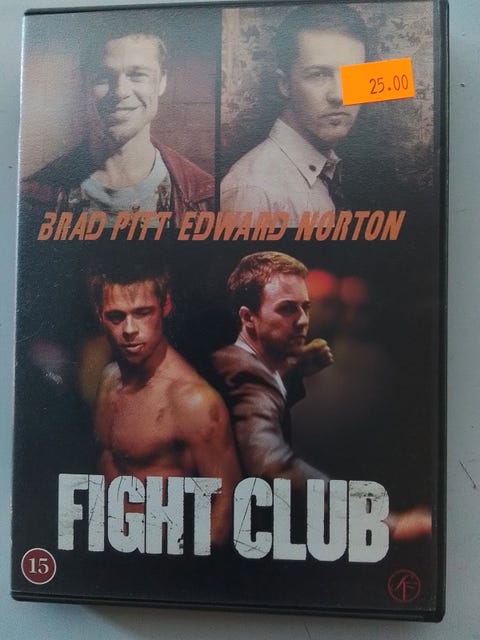 25.00
BRAD PITT EDWARD NORTON
FIGHT CLUB
15